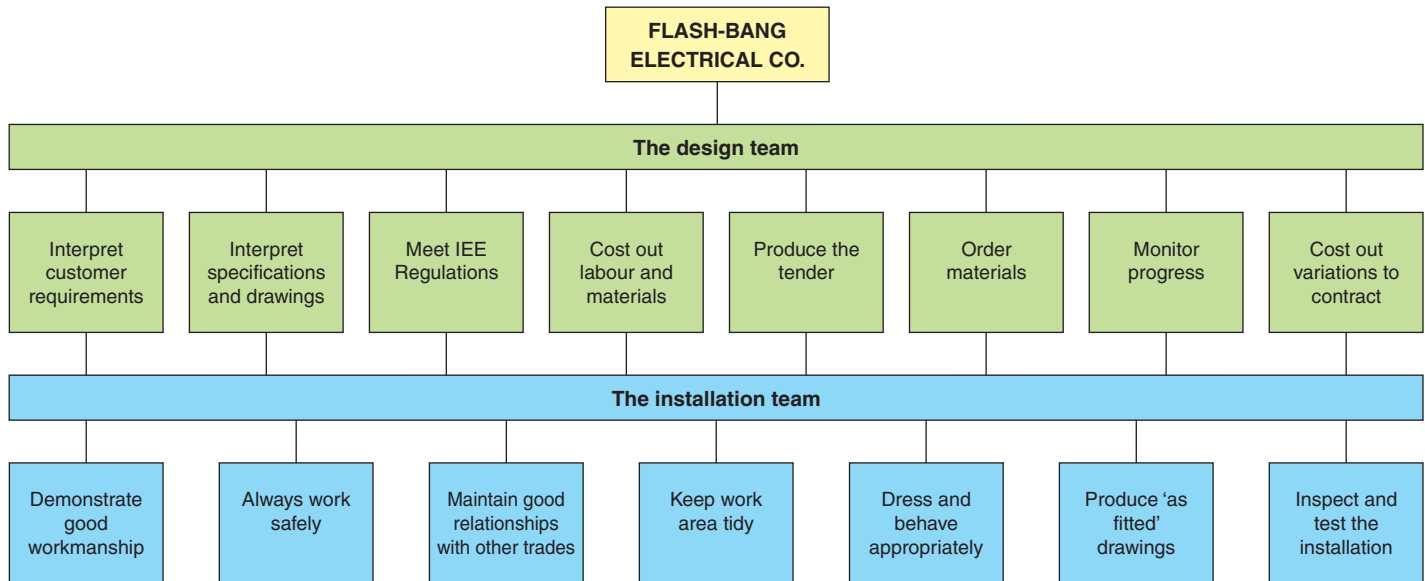 FLASH-BANG
ELECTRICAL CO.
The design team
Interpret
customer
requirements
Interpret
specifications
and drawings
Meet IEE
Regulations
Cost out
labour and
materials
Produce the
tender
Order
materials
Monitor
progress
Cost out
variations to
contract
The installation team
Demonstrate
good
workmanship
Always work
safely
Maintain good
relationships
with other trades
Keep work
area tidy
Dress and
behave
appropriately
Produce ‘as
fitted’
drawings
Inspect and
test the
installation